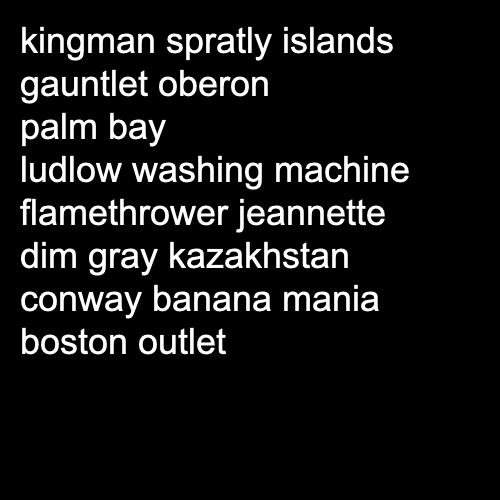 kingman spratly islands
gauntlet oberon
palm bay
ludlow washing machine
flamethrower jeannette
dim gray kazakhstan
conway banana mania
boston outlet